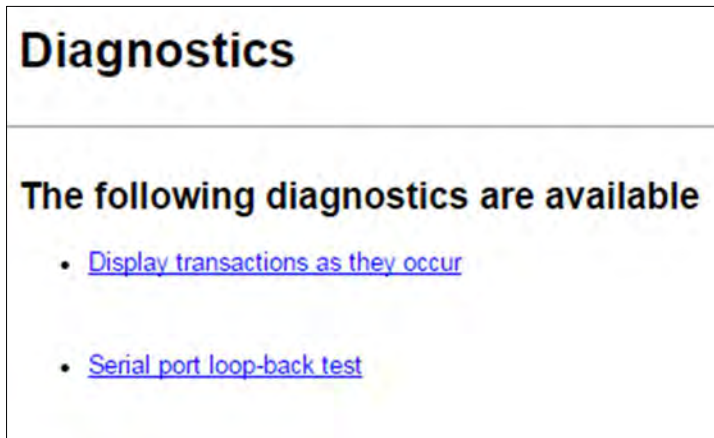 Diagnostics
The following diagnostics are available
Display transactions as they occur
Serial port loop-back test